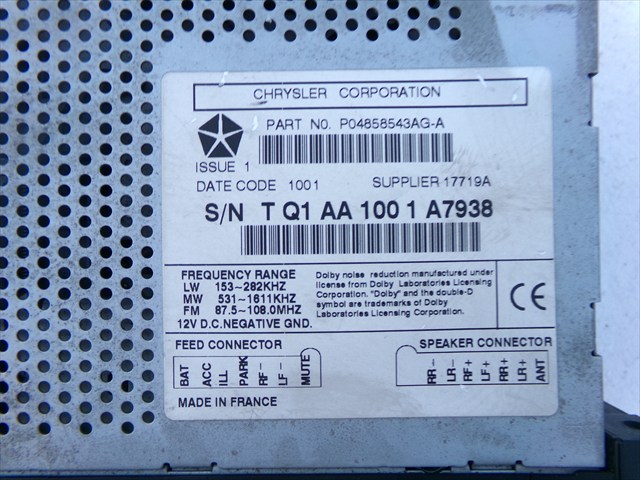 CHRYSLER CORPORATION
PART NO. P04858543AG-A
ISSUE 1
DATE CODE 1001 SUPPLIER 17719A
S/N T Q1 AA 100 1 A7938
FREQUENCY RANGE
LW 153-282KHZ
MW 531-1611KHZ
FM 87.5-108.0MHZ
12V D.C.NEGATIVE GND.
Dolby noise reduction manufactured under
license from Dolby Laboratories Licensing
Corporation. "Dolby" and the double-D
symbol are trademarks of Dolby
Laboratories Licensing Corporation.
CE
FEED CONNECTOR
BAT
ACC
ILL
PARK
RF-
LF-
MUTE
SPEAKER CONNECTOR
RR-
LR-
RF+
LF+
RR+
LR+
ANT
MADE IN FRANCE